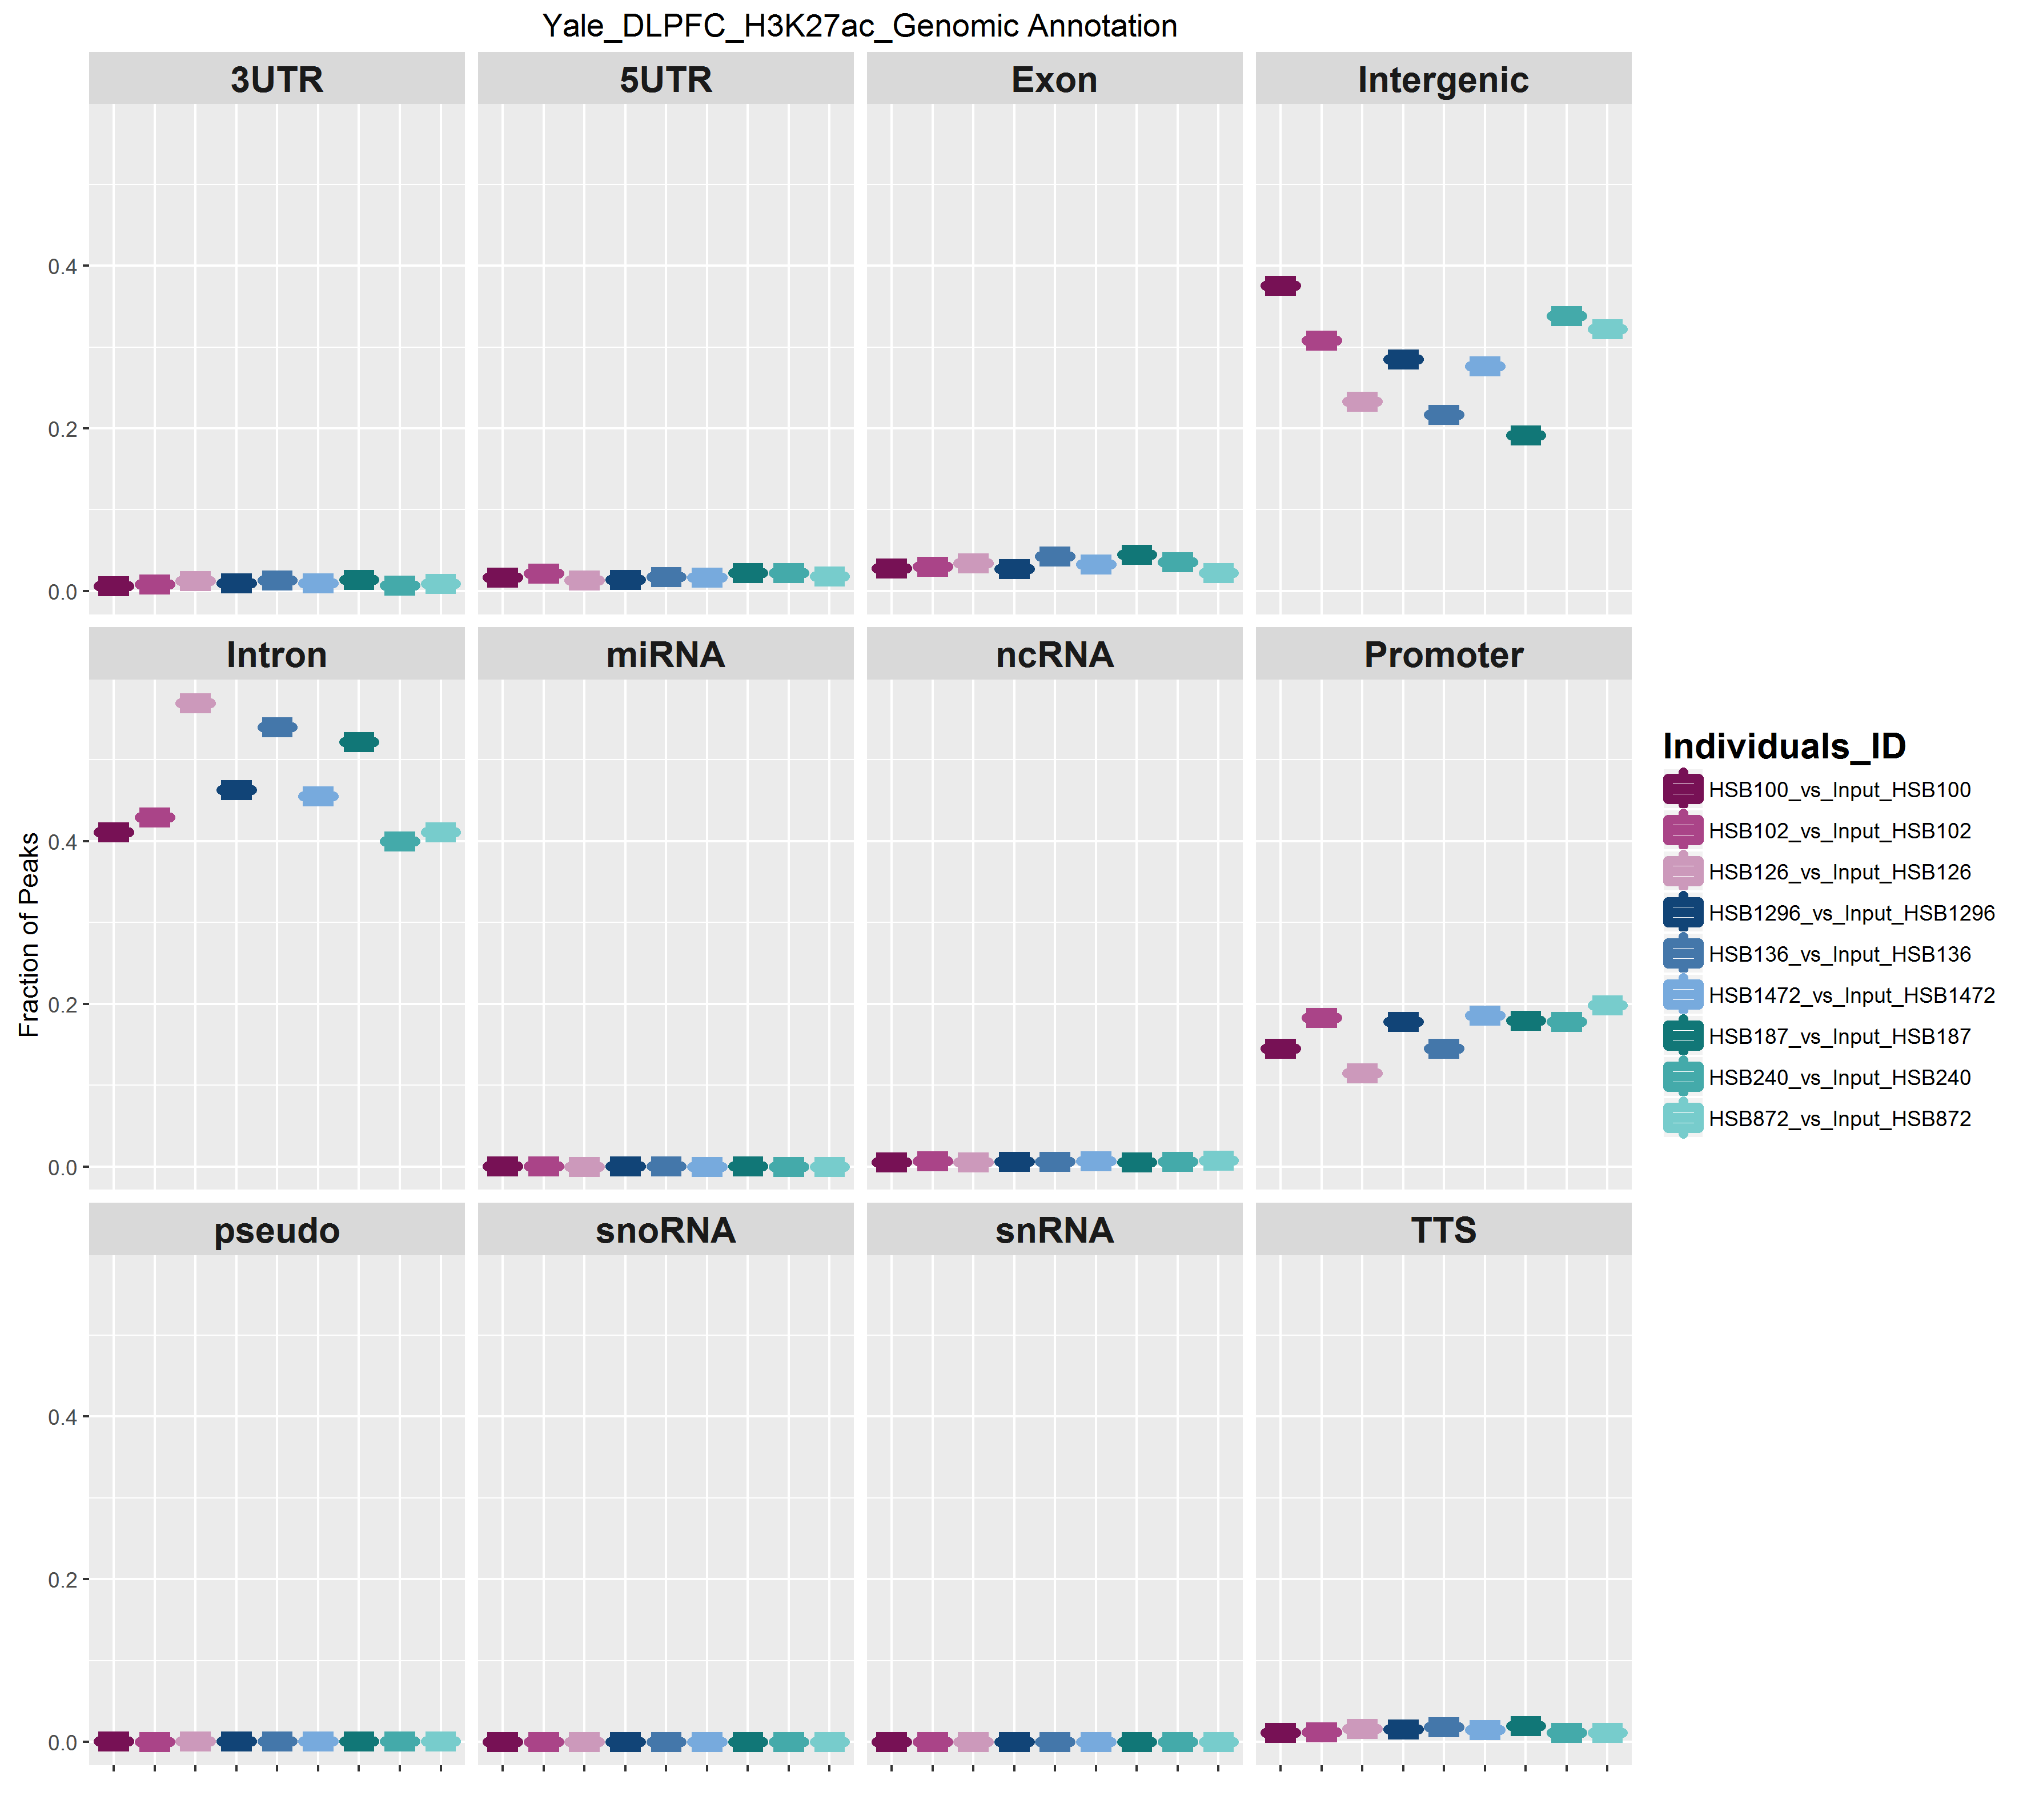 Yale_DLPFC_H3K27ac_Genomic Annotation
3UTR
5UTR
Exon
Intergenic
0.4
0.2
0.0
Intron
miRNA
ncRNA
Promoter
0.4
0.2
0.0
pseudo
snoRNA
snRNA
TTS
0.4
0.2
0.0
Fraction of Peaks
Individuals_ID
HSB100_vs_Input_HSB100
HSB102_vs_Input_HSB102
HSB126_vs_Input_HSB126
HSB1296_vs_Input_HSB1296
HSB136_vs_Input_HSB136
HSB1472_vs_Input_HSB1472
HSB187_vs_Input_HSB187
HSB240_vs_Input_HSB240
HSB872_vs_Input_HSB872